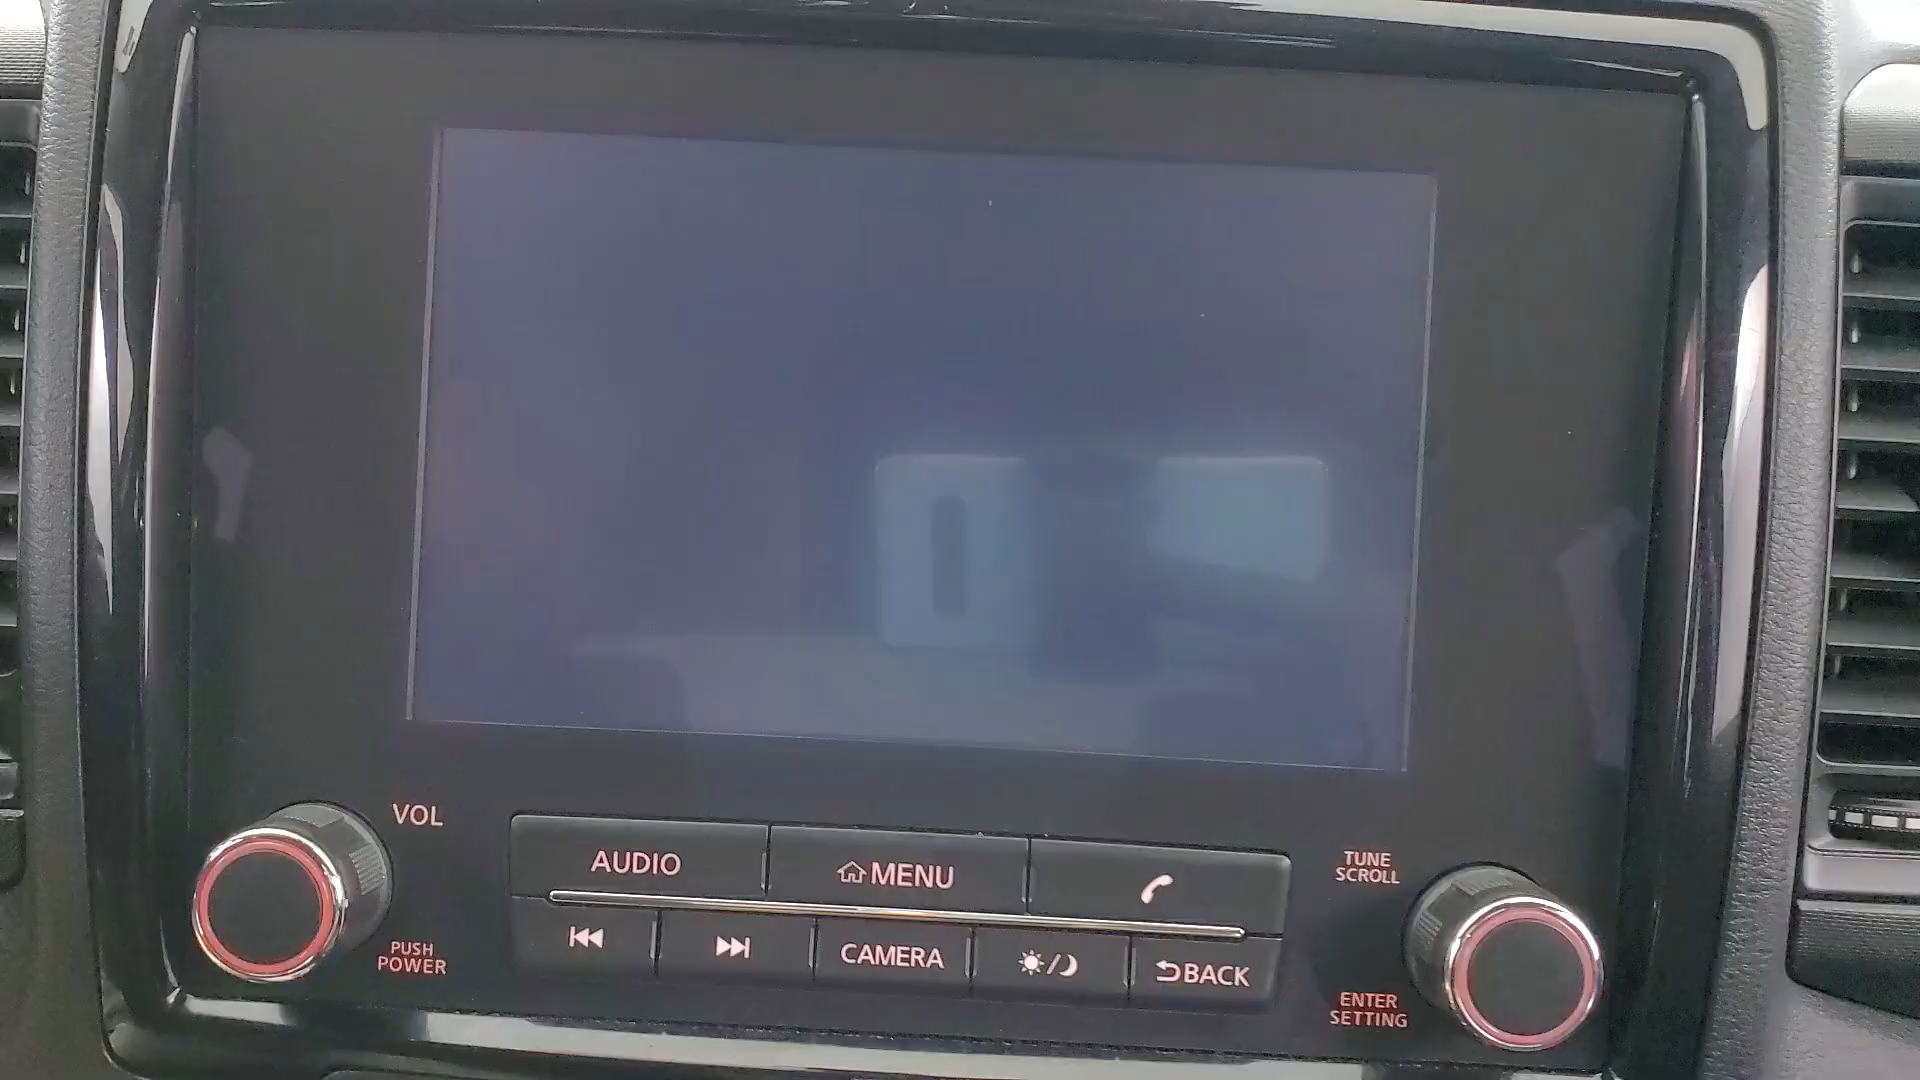 VOL
PUSH
POWER
AUDIO
MENU
CAMERA
BACK
TUNE
SCROLL
ENTER
SETTING